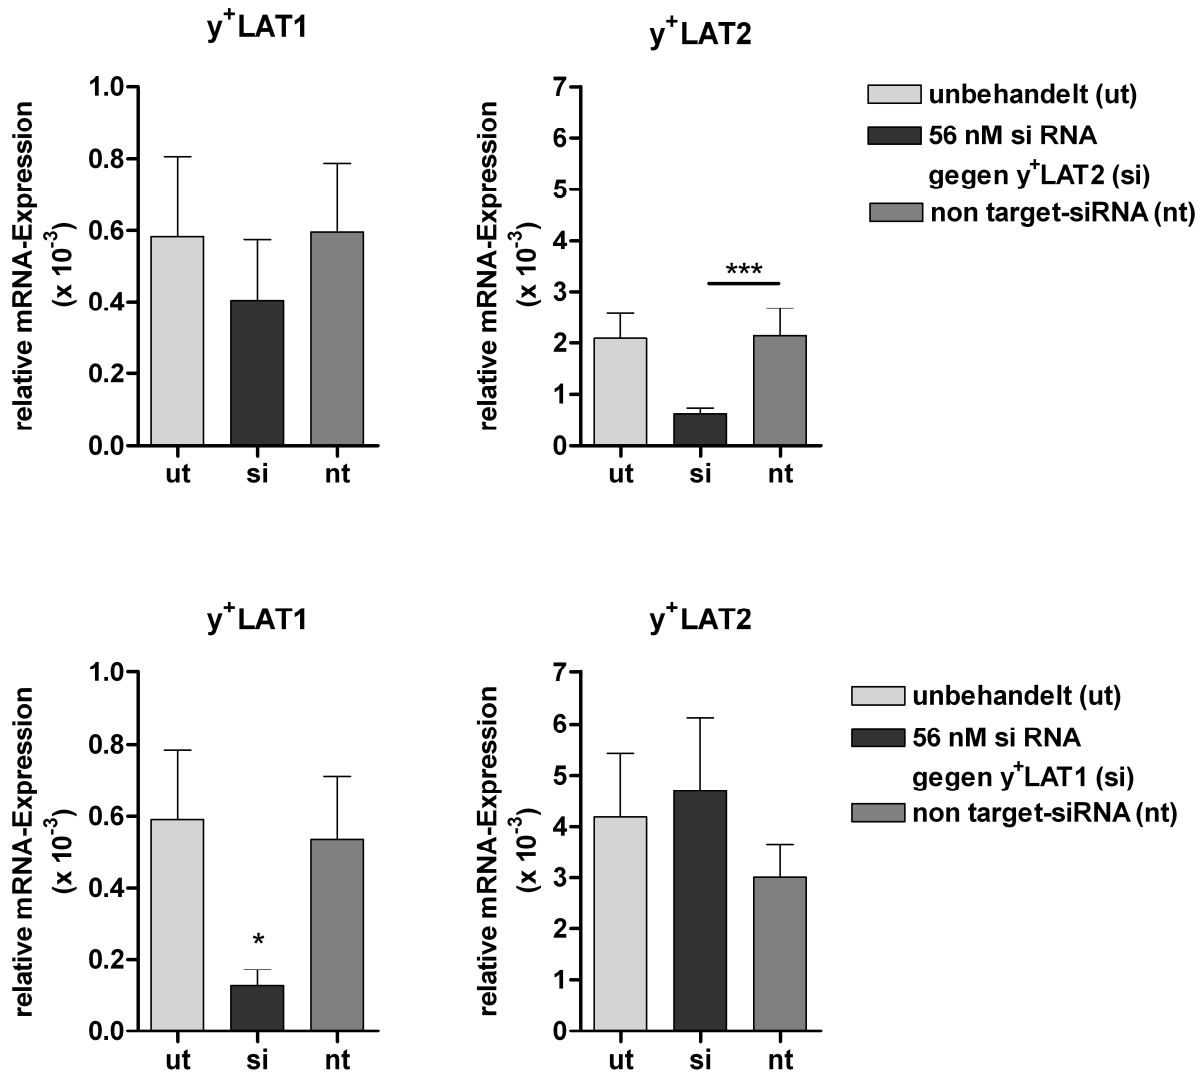 y⁺LAT1
relative mRNA-Expression
(x 10⁻³)
1.0
0.8
0.6
0.4
0.2
0.0
ut si nt
y⁺LAT2
relative mRNA-Expression
(x 10⁻³)
7
6
5
4
3
2
1
0
***
ut si nt
unbehandelt (ut)
56 nM si RNA
gegen y⁺LAT2 (si)
non target-siRNA (nt)
y⁺LAT1
relative mRNA-Expression
(x 10⁻³)
1.0
0.8
0.6
0.4
0.2
0.0
*
ut si nt
y⁺LAT2
relative mRNA-Expression
(x 10⁻³)
7
6
5
4
3
2
1
0
ut si nt
unbehandelt (ut)
56 nM si RNA
gegen y⁺LAT1 (si)
non target-siRNA (nt)